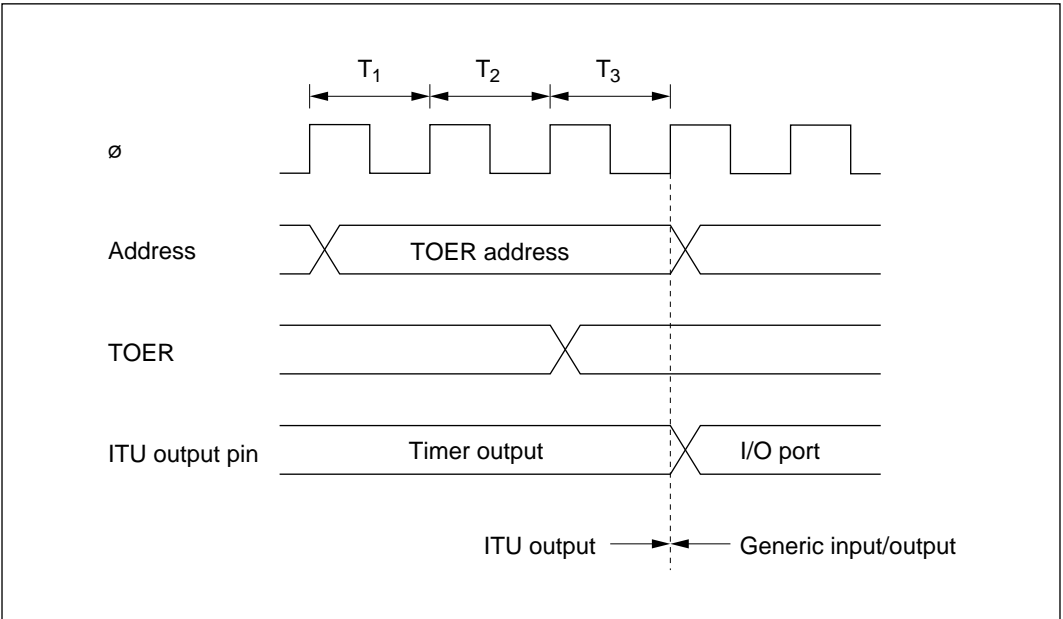 T1 T2 T3
ø
Address TOER address
TOER
ITU output pin Timer output I/O port
ITU output Generic input/output